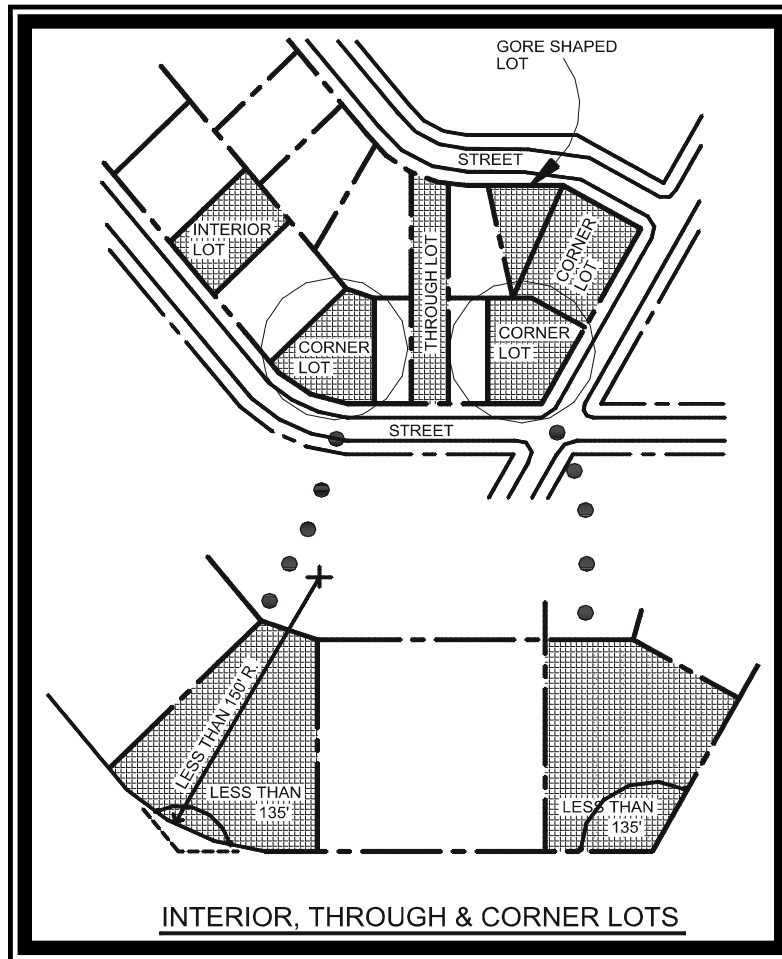 GORE SHAPED
LOT
STREET
INTERIOR
LOT
THROUGH LOT
CORNER
LOT
CORNER
LOT
CORNER
LOT
STREET
LESS THAN 150' R.
LESS THAN
135'
LESS THAN
135'
INTERIOR, THROUGH & CORNER LOTS